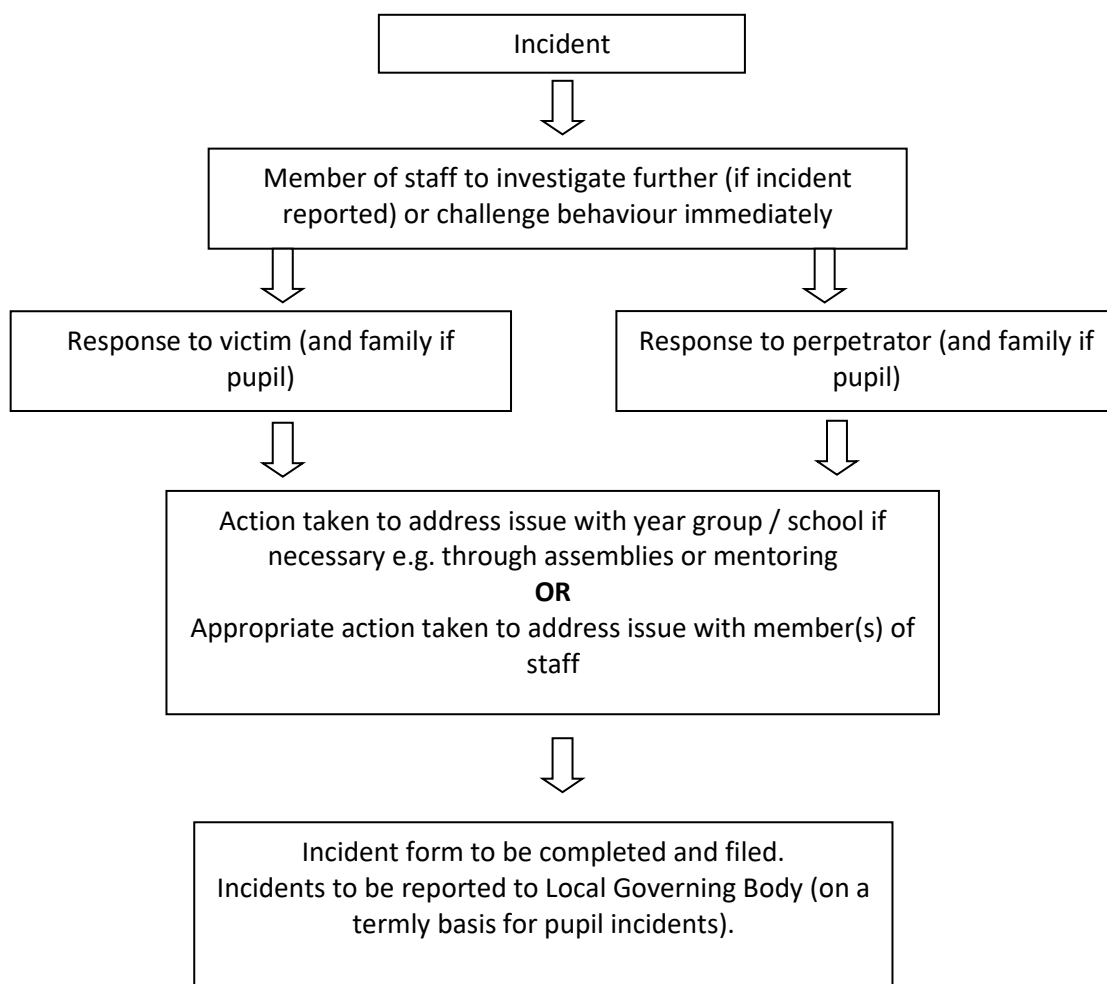 Incident
Member of staff to investigate further (if incident
reported) or challenge behaviour immediately
Response to victim (and family if
pupil)
Response to perpetrator (and family if
pupil)
Action taken to address issue with year group / school if
necessary e.g. through assemblies or mentoring
OR
Appropriate action taken to address issue with member(s) of
staff
Incident form to be completed and filed.
Incidents to be reported to Local Governing Body (on a
termly basis for pupil incidents).